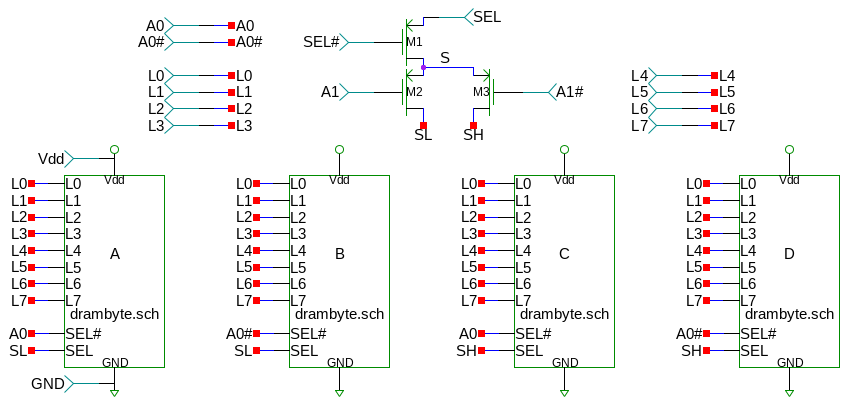 A0 A0 SEL
A0# A0# SEL# M1
S
L0 L0 L4 L4
L1 L1 A1 M2 M3 A1# L5 L5
L2 L2 L6 L6
L3 L3 L7 L7
SL SH
Vdd
Vdd Vdd Vdd Vdd
L0 L0 L0 L0 L0 L0 L0 L0
L1 L1 L1 L1 L1 L1 L1 L1
L2 L2 L2 L2 L2 L2 L2 L2
L3 L3 L3 L3 L3 L3 L3 L3
L4 L4 A L4 L4 B L4 L4 C L4 L4 D
L5 L5 L5 L5 L5 L5 L5 L5
L6 L6 L6 L6 L6 L6 L6 L6
L7 L7 L7 L7 L7 L7 L7 L7
drambyte.sch drambyte.sch drambyte.sch drambyte.sch
A0 SEL# A0# SEL# A0 SEL# A0# SEL#
SL SEL SL SEL SH SEL SH SEL
GND GND GND GND
GND